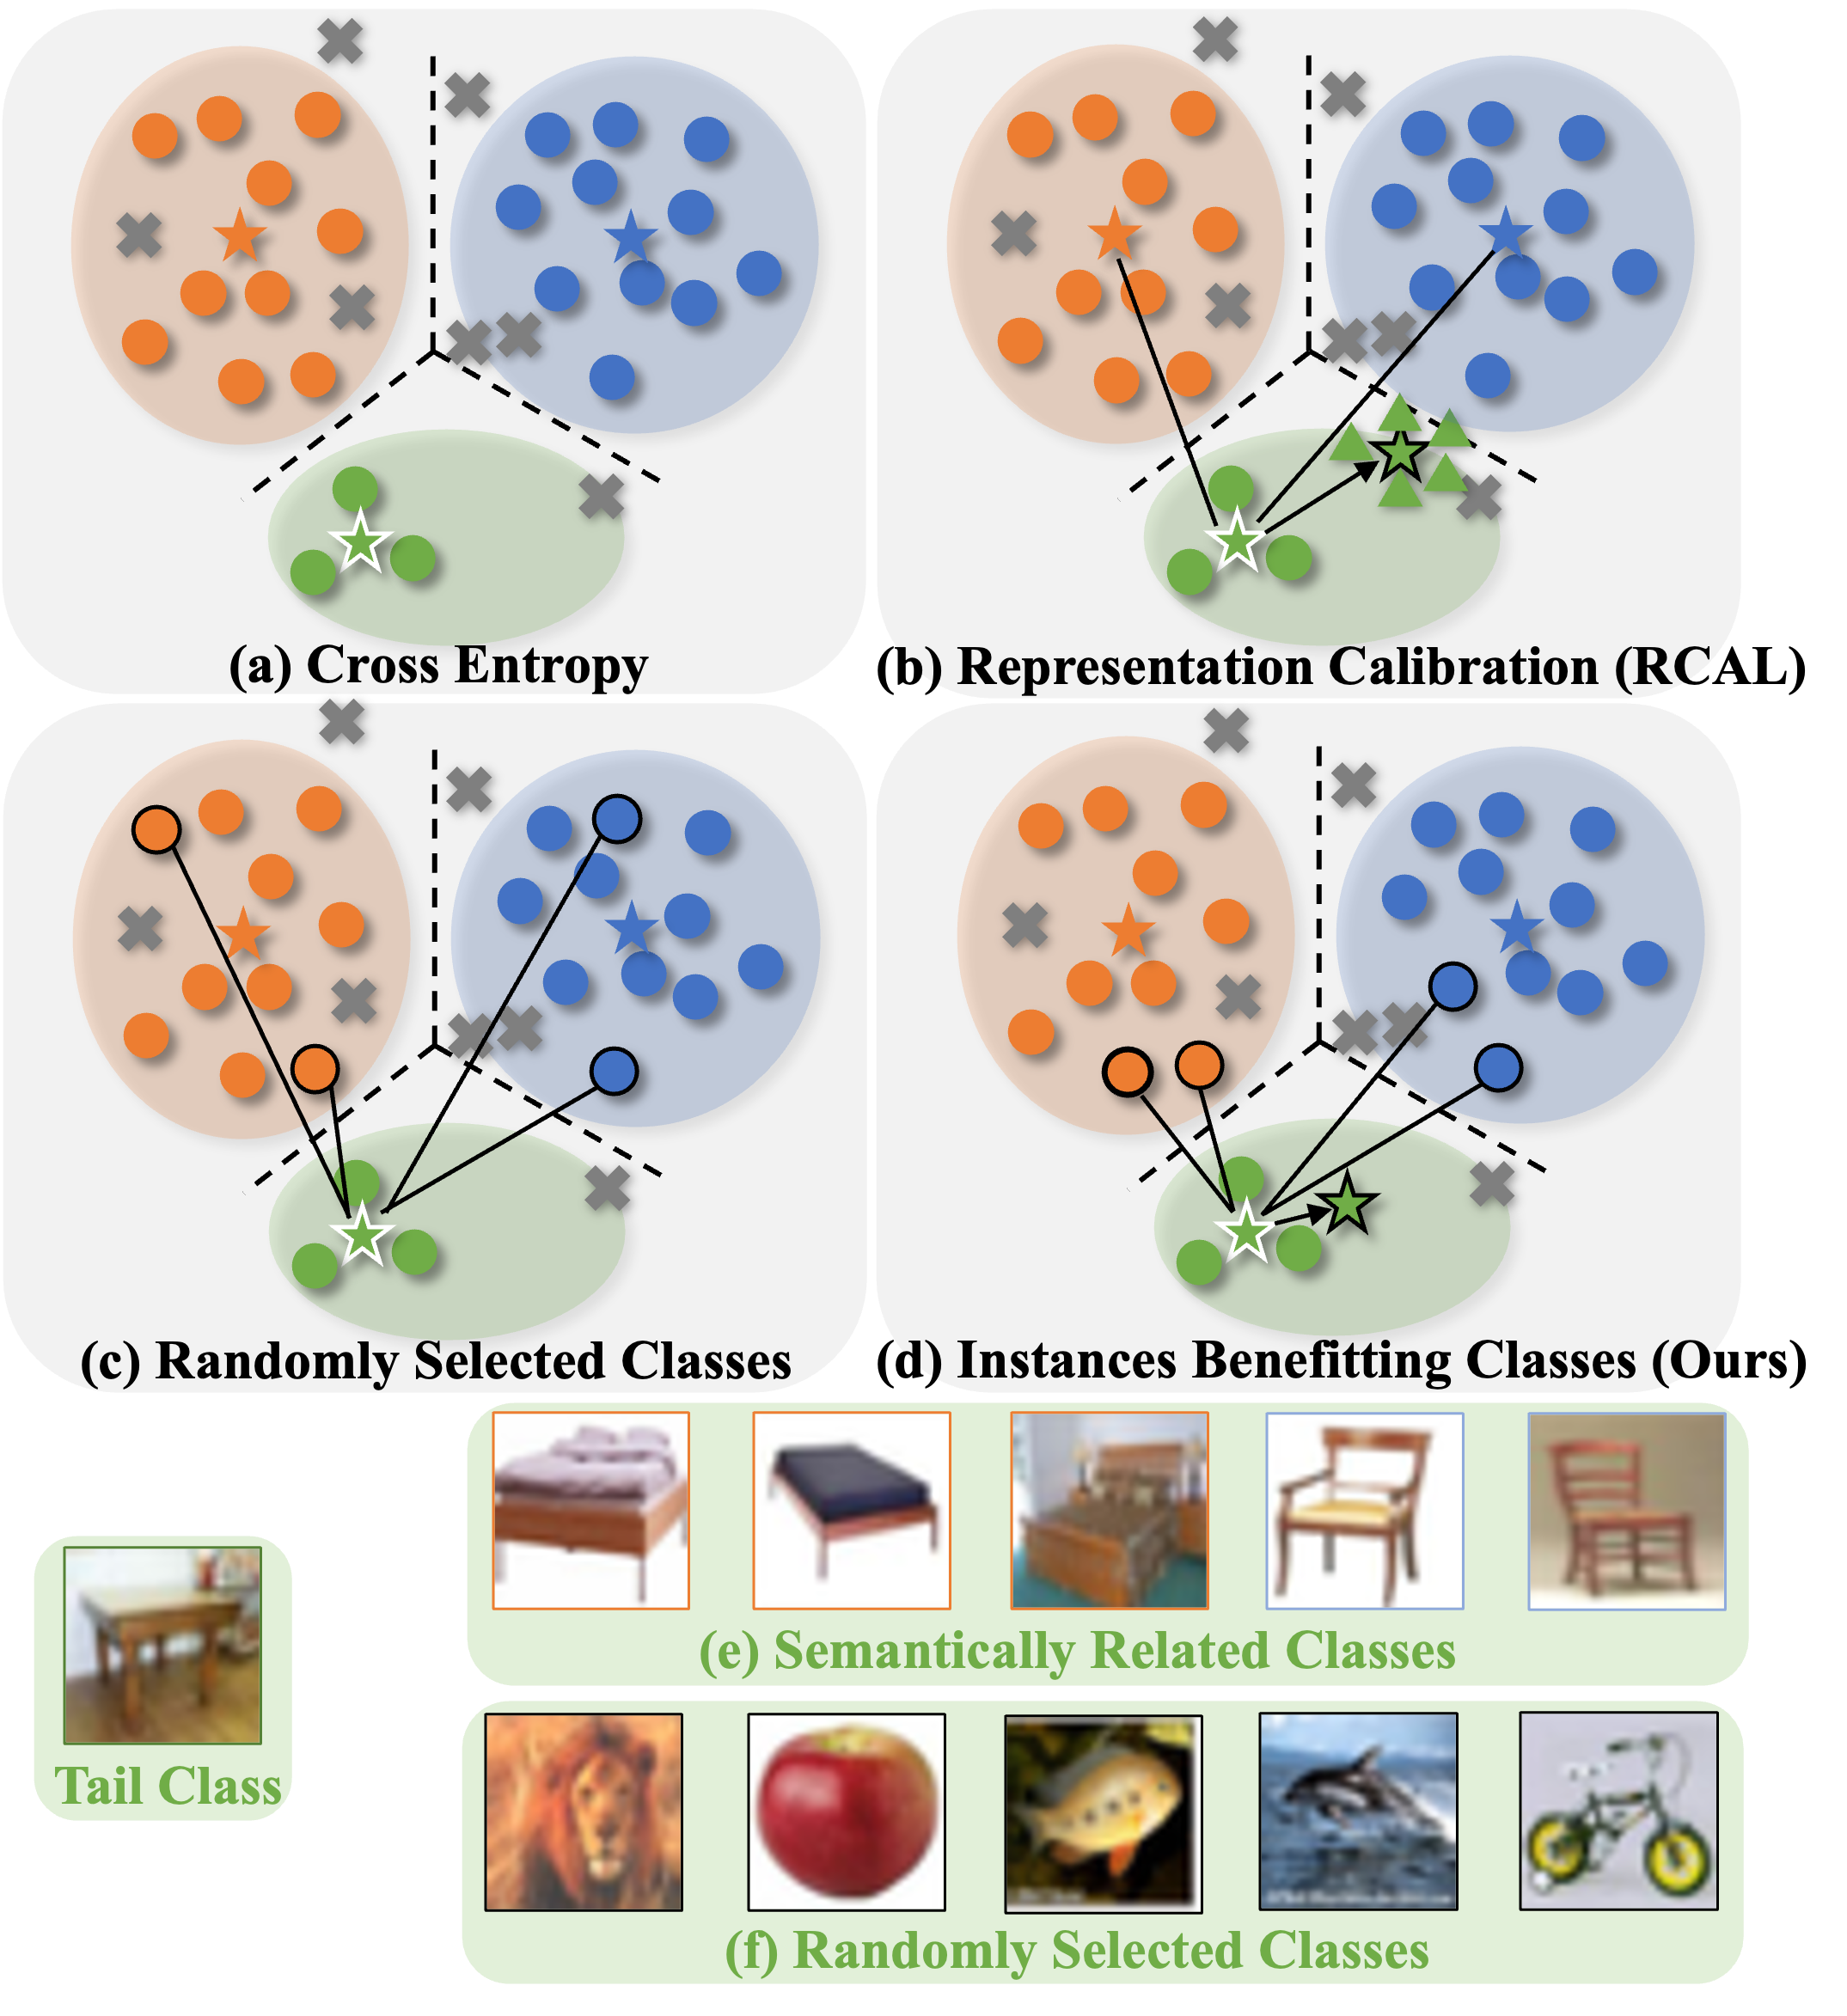 (a) Cross Entropy
(b) Representation Calibration (RCAL)
(c) Randomly Selected Classes
(d) Instances Benefitting Classes (Ours)
(e) Semantically Related Classes
Tail Class
(f) Randomly Selected Classes